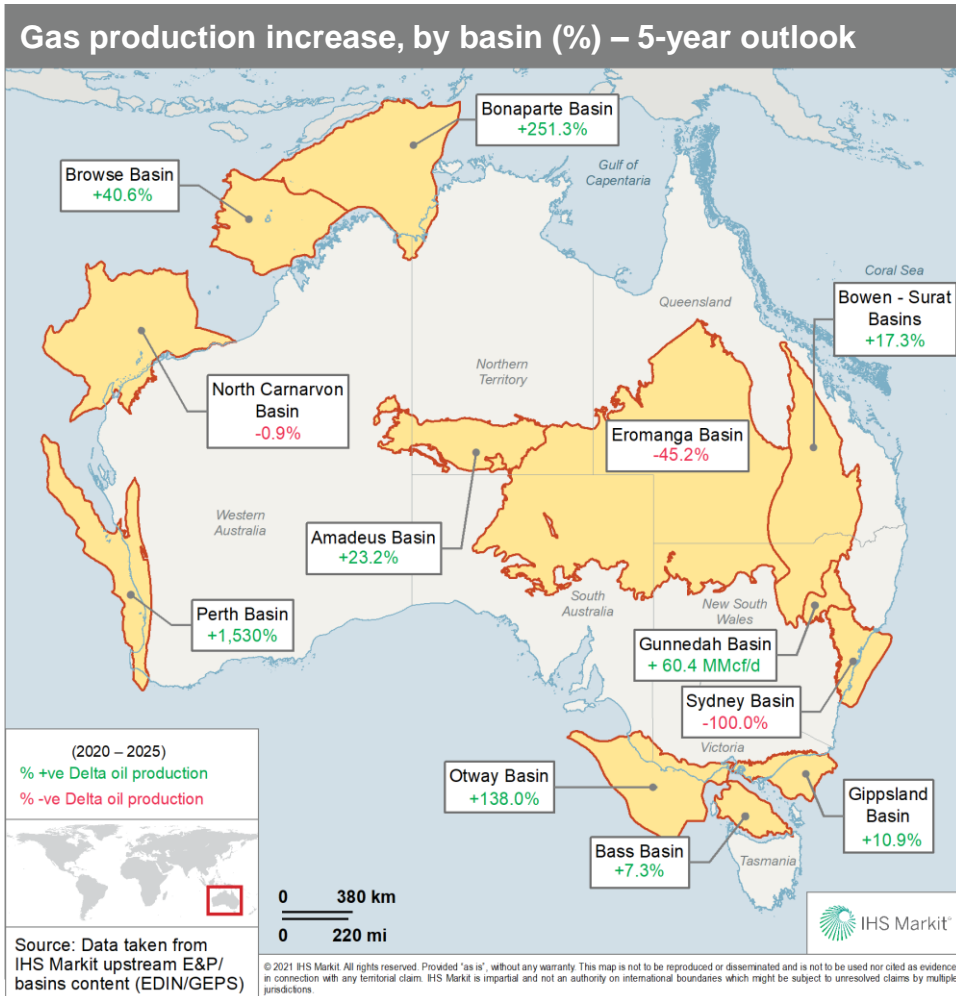 Gas production increase, by basin (%) – 5-year outlook
Bonaparte Basin
+251.3%
Browse Basin
+40.6%
Gulf of
Carpentaria
Coral Sea
Queensland
Bowen - Surat
Basins
+17.3%
Northern
Territory
North Carnarvon
Basin
-0.9%
Eromanga Basin
-45.2%
Western
Australia
Amadeus Basin
+23.2%
South
Australia
New South
Wales
Perth Basin
+1,530%
Gunnedah Basin
+ 60.4 MMcf/d
Sydney Basin
-100.0%
Victoria
Otway Basin
+138.0%
Gippsland
Basin
+10.9%
Bass Basin
+7.3%
Tasmania
(2020 – 2025)
% +ve Delta oil production
% -ve Delta oil production
0 380 km
0 220 mi
IHS Markit®
Source: Data taken from
IHS Markit upstream E&P/
basins content (EDIN/GEPS)
© 2021 IHS Markit. All rights reserved. Provided "as is", without any warranty. This map is not to be reproduced or disseminated and is not to be used nor cited as evidence
in connection with any territorial claim. IHS Markit is impartial and not an authority on international boundaries which might be subject to unresolved claims by multiple
jurisdictions.